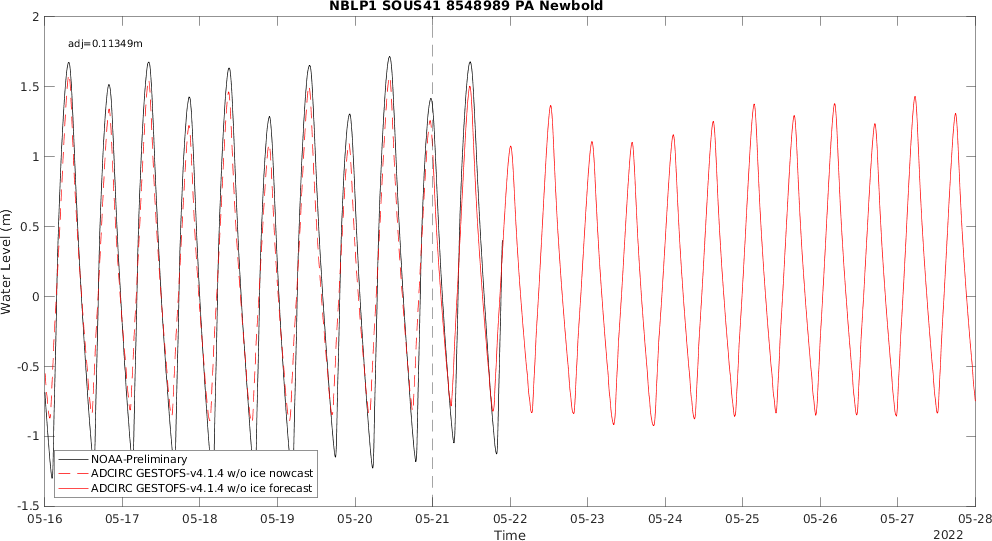 NBLP1 SOUS41 8548989 PA Newbold
adj=0.11349m
2
1.5
1
0.5
0
-0.5
-1
-1.5
Water Level (m)
NOAA-Preliminary
ADCIRC GESTOFS-v4.1.4 w/o ice nowcast
ADCIRC GESTOFS-v4.1.4 w/o ice forecast
05-16 05-17 05-18 05-19 05-20 05-21 05-22 05-23 05-24 05-25 05-26 05-27 05-28
Time
2022